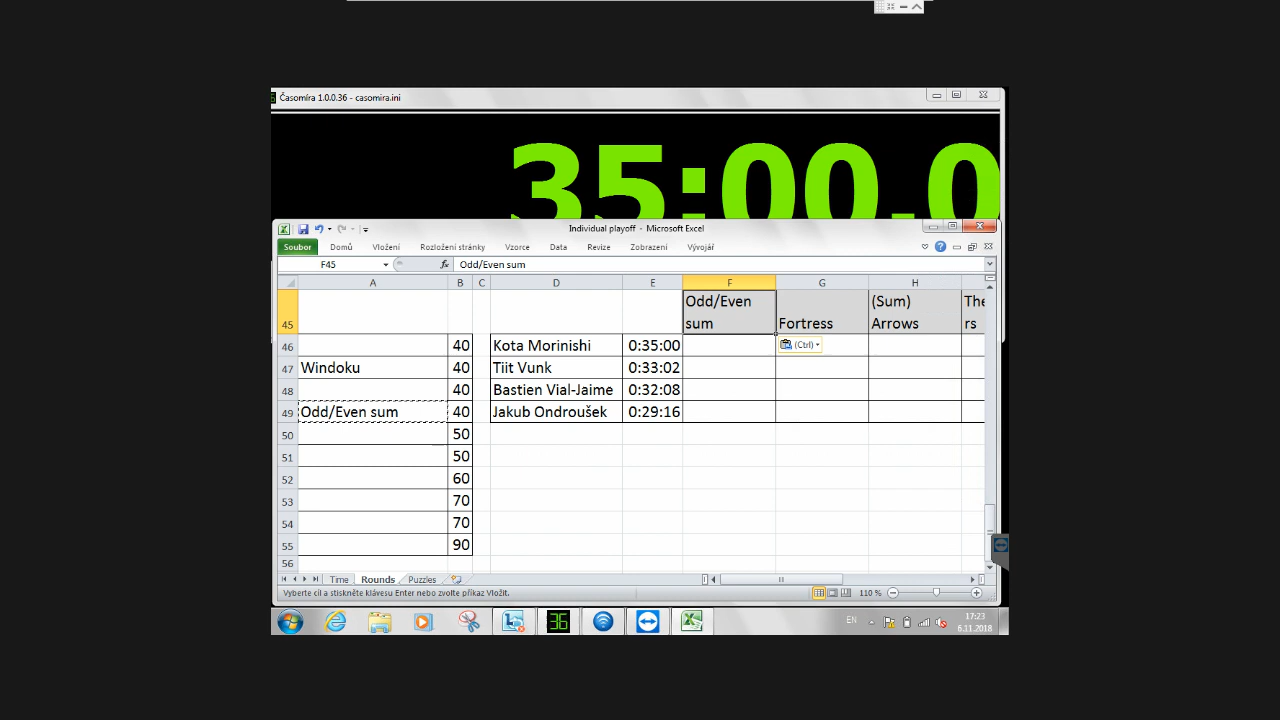 Časomíra 1.0.0.36 - casomira.ini
35:00.0
Individual playoff - Microsoft Excel
Soubor Domů Vložení Rozložení stránky Vzorce Data Revize Zobrazení Vývojář
F45 fx Odd/Even sum
A B C D E F G H
45 Odd/Even sum Fortress (Sum) Arrows The rs
(Ctrl)
46 40 Kota Morinishi 0:35:00
47 Windoku 40 Tiit Vunk 0:33:02
48 40 Bastien Vial-Jaime 0:32:08
49 Odd/Even sum 40 Jakub Ondroušek 0:29:16
50 50
51 50
52 60
53 70
54 70
55 90
56
Time Rounds Puzzles
Vyberte cíl a stiskněte klávesu Enter nebo zvolte příkaz Vložit. 110 %
36 EN 17:23
6.11.2018